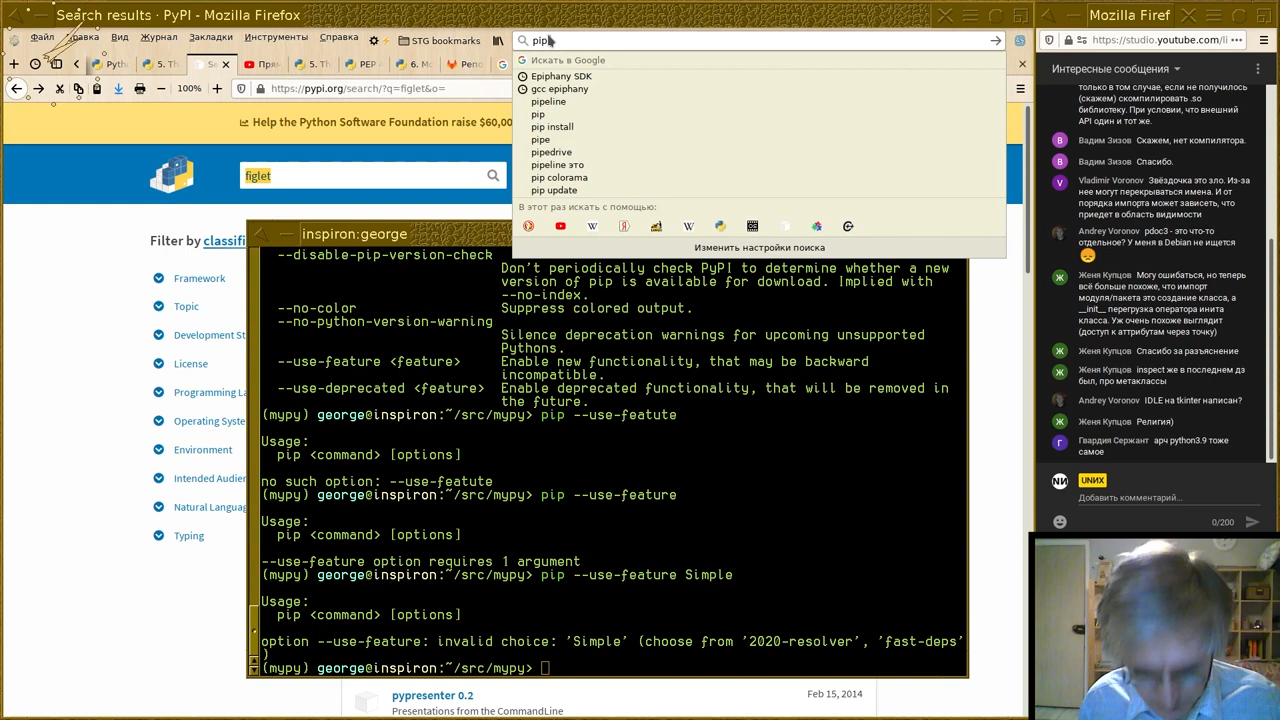 Search results · PyPI - Mozilla Firefox
Файл Правка Вид Журнал Закладки Инструменты Справка
STG bookmarks
pip
Pytho 5. Th Se Пря 5. Th PEP 6. Mo Репо
100%
https://pypi.org/search/?q=figlet&o=
Help the Python Software Foundation raise $60,00
figlet
Искать в Google
Epiphany SDK
gcc epiphany
pipeline
pip
pip install
pipe
pipedrive
pipeline это
pip colorama
pip update
В этот раз искать с помощью:
Изменить настройки поиска
Filter by classifi
Framework
Topic
Development St
License
Programming La
Operating Syste
Environment
Intended Audien
Natural Languag
Typing
inspiron:george
--disable-pip-version-check
Don't periodically check PyPI to determine whether a new
version of pip is available for download. Implied with
--no-index.
--no-color Suppress colored output.
--no-python-version-warning
Silence deprecation warnings for upcoming unsupported
Pythons.
--use-feature <feature> Enable new functionality, that may be backward
incompatible.
--use-deprecated <feature> Enable deprecated functionality, that will be removed in
the future.
(mypy) george@inspiron:~/src/mypy> pip --use-featute
Usage:
pip <command> [options]
no such option: --use-featute
(mypy) george@inspiron:~/src/mypy> pip --use-feature
Usage:
pip <command> [options]
--use-feature option requires 1 argument
(mypy) george@inspiron:~/src/mypy> pip --use-feature Simple
Usage:
pip <command> [options]
option --use-feature: invalid choice: 'Simple' (choose from '2020-resolver', 'fast-deps'
)
(mypy) george@inspiron:~/src/mypy>
pypresenter 0.2
Feb 15, 2014
Presentations from the CommandLine
Mozilla Firef
https://studio.youtube.com/li
Интересные сообщения
только в том случае, если не получилось
(скажем) скомпилировать .so
библиотеку. При условии, что внешний
API один и тот же.
Вадим Зизов Скажем, нет компилятора.
Вадим Зизов Спасибо.
Vladimir Voronov Звёздочка это зло. Из-за
нее могут перекрываться имена. И от
порядка импорта может зависеть, что
приедет в область видимости
Andrey Voronov pdoc3 - это что-то
отдельное? У меня в Debian не ищется
Женя Купцов Могу ошибаться, но теперь
всё больше похоже, что импорт
модуля/пакета это создание класса, а
__init__ перегрузка оператора инита
класса. Уж очень похоже выглядит
(доступ к аттрибутам через точку)
Женя Купцов Спасибо за разъяснение
Женя Купцов inspect же в последнем дз
был, про метаклассы
Andrey Voronov IDLE на tkinter написан?
Женя Купцов Религия)
Гвардия Сержант арч python3.9 тоже
самое
UNИX
Добавить комментарий...
0/200